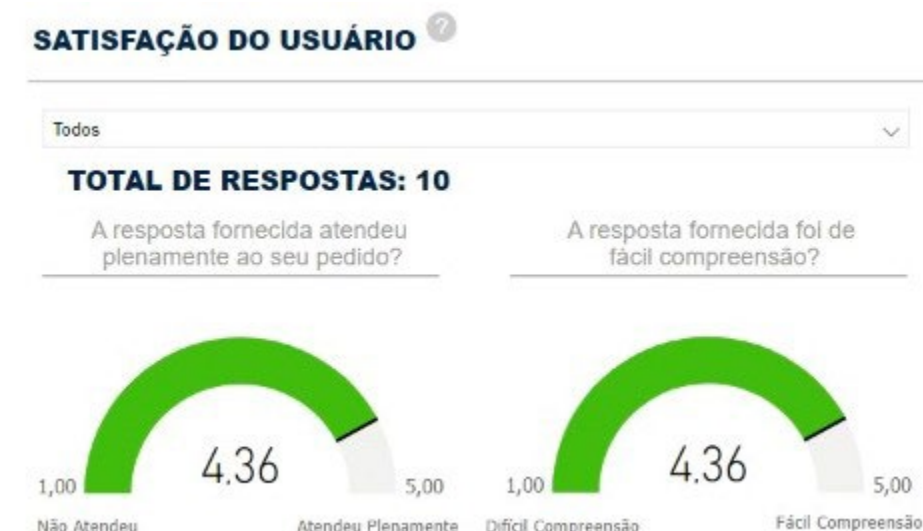 SATISFAÇÃO DO USUÁRIO ?
Todos
TOTAL DE RESPOSTAS: 10
A resposta fornecida atendeu
plenamente ao seu pedido?
4,36
1,00
5,00
Não Atendeu
Atendeu Plenamente
A resposta fornecida foi de
fácil compreensão?
4,36
1,00
5,00
Difícil Compreensão
Fácil Compreensão